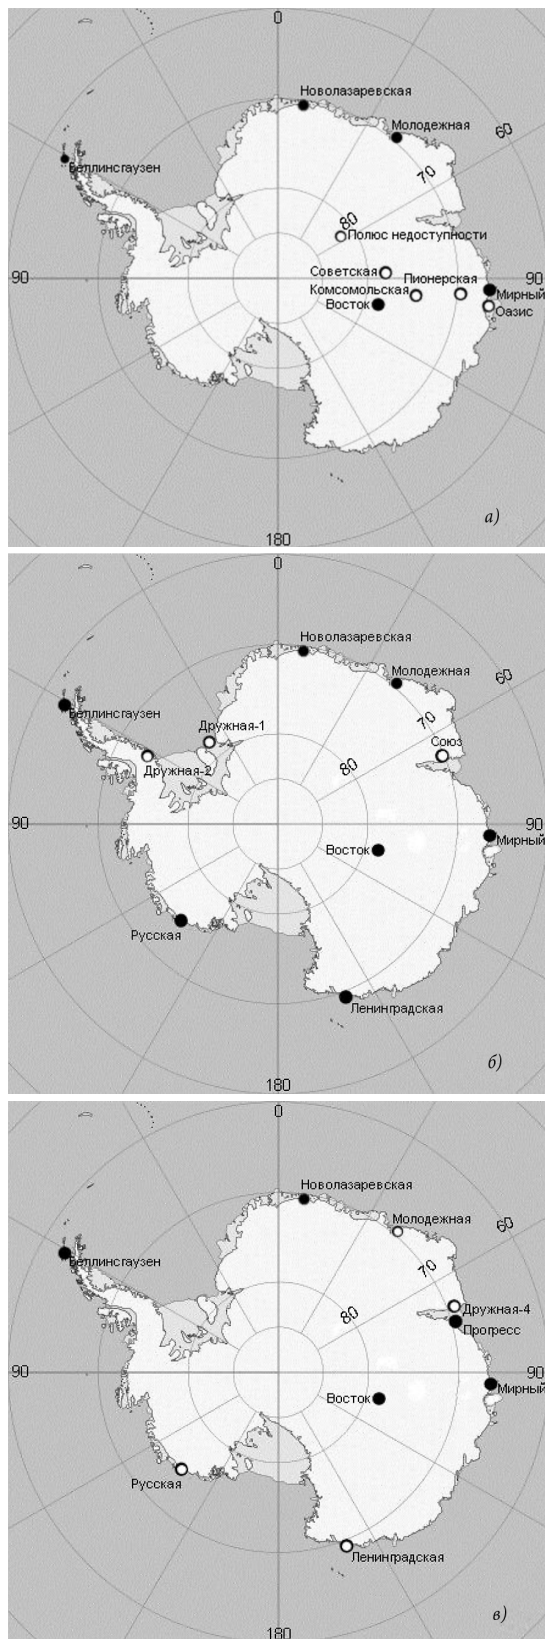 0
Новолазаревская
Молодежная
60
Беллинсгаузен
70
80
Полюс недоступности
Советская
Пионерская
90
Комсомольская
Мирный
Восток
Оазис
а)
180
0
Новолазаревская
Молодежная
60
Беллинсгаузен
70
Дружная-1
Союз
Дружная-2
80
90
90
Мирный
Восток
Русская
Ленинградская
б)
180
0
Новолазаревская
Молодежная
60
Беллинсгаузен
70
Дружная-4
80
Прогресс
90
90
Мирный
Восток
Русская
Ленинградская
в)
180